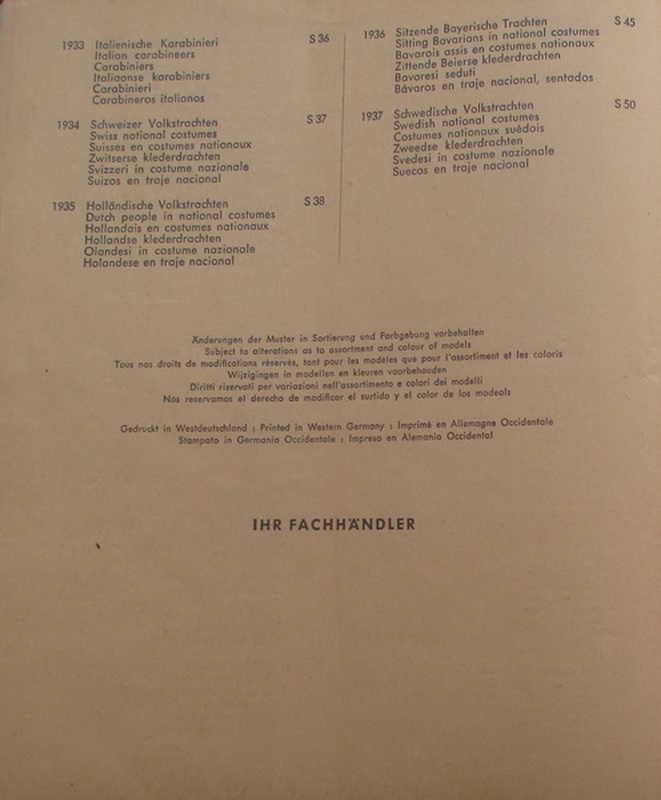 1933 Italienische Karabinieri S 36
Italian carabineers
Carabiniers
Italiaanse karabiniers
Carabinieri
Carabineros italianos
1934 Schweizer Volkstrachten S 37
Swiss national costumes
Suisses en costumes nationaux
Zwitserse klederdrachten
Svizzeri in costume nazionale
Suizos en traje nacional
1935 Holländische Volkstrachten S 38
Dutch people in national costumes
Hollandais en costumes nationaux
Hollandse klederdrachten
Olandesi in costume nazionale
Holandese en traje nacional
1936 Sitzende Bayerische Trachten S 45
Sitting Bavarians in national costumes
Bavarois assis en costumes nationaux
Zittende Beierse klederdrachten
Bavaresi seduti
Bávaros en traje nacional, sentados
1937 Schwedische Volkstrachten S 50
Swedish national costumes
Costumes nationaux suédois
Zweedse klederdrachten
Svedesi in costume nazionale
Suecos en traje nacional
Änderungen der Muster in Sortierung und Farbgebung vorbehalten
Subject to alterations as to assortment and colour of models
Tous nos droits de modifications réservés, tant pour les modèles que pour l'assortiment et les coloris
Wijzigingen in modellen en kleuren voorbehouden
Diritti riservati per variazioni nell'assortimento e colori dei modelli
Nos reservamos el derecho de modificar el surtido y el color de los modeols
Gedruckt in Westdeutschland : Printed in Western Germany : Imprimé en Allemagne Occidentale
Stampato in Germania Occidentale : Impreso en Alemania Occidental
IHR FACHHÄNDLER